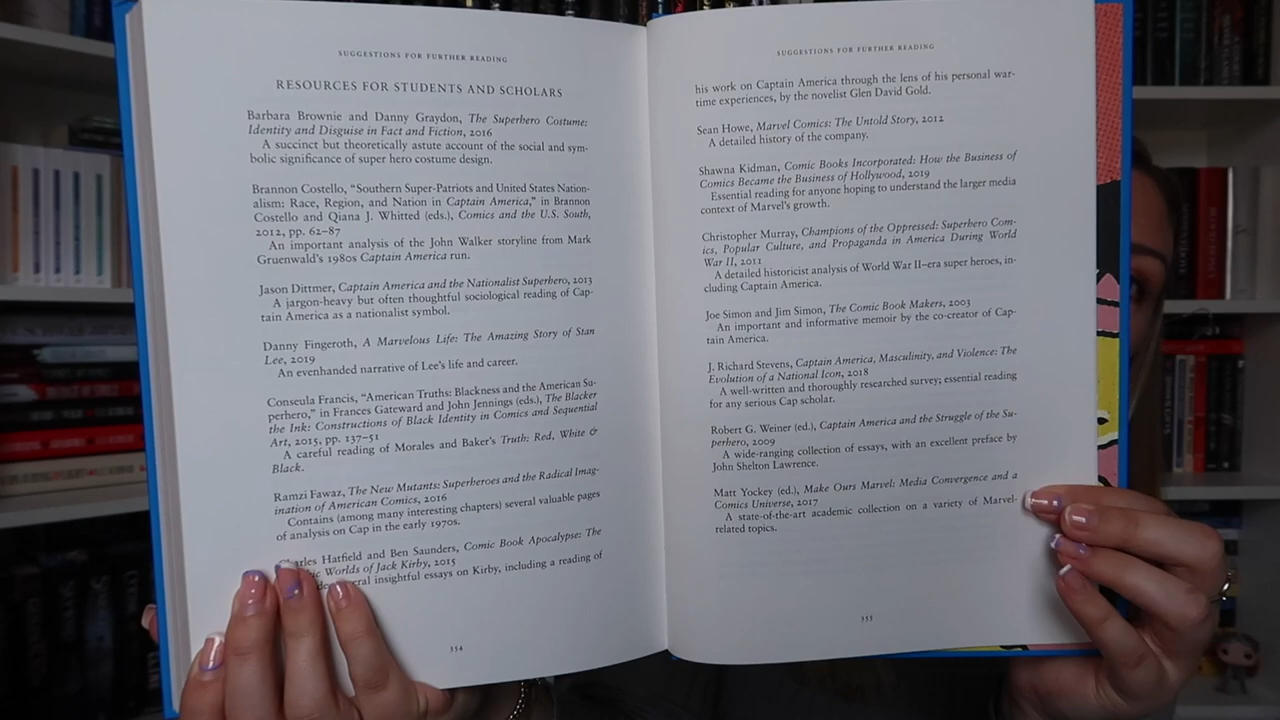 SUGGESTIONS FOR FURTHER READING
RESOURCES FOR STUDENTS AND SCHOLARS
Barbara Brownie and Danny Graydon, The Superhero Costume:
Identity and Disguise in Fact and Fiction, 2016
A succinct but theoretically astute account of the social and sym-
bolic significance of super hero costume design.
Brannon Costello, “Southern Super-Patriots and United States Nation-
alism: Race, Region, and Nation in Captain America,” in Brannon
Costello and Qiana J. Whitted (eds.), Comics and the U.S. South,
2012, pp. 62–87
An important analysis of the John Walker storyline from Mark
Gruenwald’s 1980s Captain America run.
Jason Dittmer, Captain America and the Nationalist Superhero, 2013
A jargon-heavy but often thoughtful sociological reading of Cap-
tain America as a nationalist symbol.
Danny Fingeroth, A Marvelous Life: The Amazing Story of Stan
Lee, 2019
An evenhanded narrative of Lee’s life and career.
Conseula Francis, “American Truths: Blackness and the American Su-
perhero,” in Frances Gateward and John Jennings (eds.), The Blacker
the Ink: Constructions of Black Identity in Comics and Sequential
Art, 2015, pp. 137–51
A careful reading of Morales and Baker’s Truth: Red, White &
Black.
Ramzi Fawaz, The New Mutants: Superheroes and the Radical Imag-
ination of American Comics, 2016
Contains (among many interesting chapters) several valuable pages
of analysis on Cap in the early 1970s.
Charles Hatfield and Ben Saunders, Comic Book Apocalypse: The
Worlds of Jack Kirby, 2015
insightful essays on Kirby, including a reading of
354
SUGGESTIONS FOR FURTHER READING
his work on Captain America through the lens of his personal war-
time experiences, by the novelist Glen David Gold.
Sean Howe, Marvel Comics: The Untold Story, 2012
A detailed history of the company.
Shawna Kidman, Comic Books Incorporated: How the Business of
Comics Became the Business of Hollywood, 2019
Essential reading for anyone hoping to understand the larger media
context of Marvel’s growth.
Christopher Murray, Champions of the Oppressed: Superhero Com-
ics, Popular Culture, and Propaganda in America During World
War II, 2011
A detailed historicist analysis of World War II–era super heroes, in-
cluding Captain America.
Joe Simon and Jim Simon, The Comic Book Makers, 2003
An important and informative memoir by the co-creator of Cap-
tain America.
J. Richard Stevens, Captain America, Masculinity, and Violence: The
Evolution of a National Icon, 2018
A well-written and thoroughly researched survey; essential reading
for any serious Cap scholar.
Robert G. Weiner (ed.), Captain America and the Struggle of the Su-
perhero, 2009
A wide-ranging collection of essays, with an excellent preface by
John Shelton Lawrence.
Matt Yockey (ed.), Make Ours Marvel: Media Convergence and a
Comics Universe, 2017
A state-of-the-art academic collection on a variety of Marvel-
related topics.
355